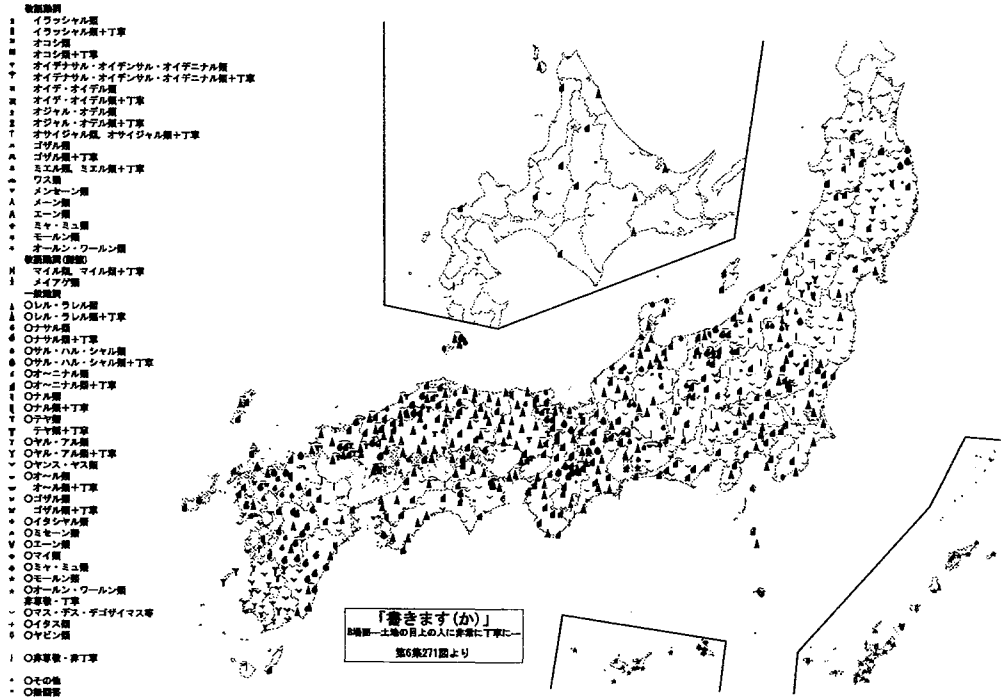 敬語動詞
イラッシャル類
イラッシャル類+丁寧
オコシ類
オコシ類+丁寧
オイデナサル・オイデンサル・オイデニナル類
オイデナサル・オイデンサル・オイデニナル類+丁寧
オイデ・オイデル類
オイデ・オイデル類+丁寧
オジャル・オデル類
オジャル・オデル類+丁寧
オサイジャル類、オサイジャル類+丁寧
ゴザル類
ゴザル類+丁寧
ミエル類、ミエル類+丁寧
ワス類
メンセーン類
メーン類
エーン類
ミャ・ミュ類
モールン類
オールン・ワールン類
敬語動詞(謙譲)
マイル類、マイル類+丁寧
メイアゲ類
一般動詞
○レル・ラレル類
○レル・ラレル類+丁寧
○ナサル類
○ナサル類+丁寧
○サル・ハル・シャル類
○サル・ハル・シャル類+丁寧
○オ~ニナル類
○オ~ニナル類+丁寧
○ナル類
○ナル類+丁寧
○テヤ類
テヤ類+丁寧
○ヤル・アル類
○ヤル・アル類+丁寧
○ヤンス・ヤス類
○オ~ル類
オ~ル類+丁寧
○ゴザル類
ゴザル類+丁寧
○イタシャル類
○ミセーン類
○エーン類
○マイ類
○ミャ・ミュ類
○モールン類
○オールン・ワールン類
非尊敬・丁寧
○マス・デス・デゴザイマス等
○イタス類
○ヤビン類
○非尊敬・非丁寧
○その他
○無回答
「書きます(か)」
B場面―土地の目上の人に非常に丁寧に―
第6集271図より